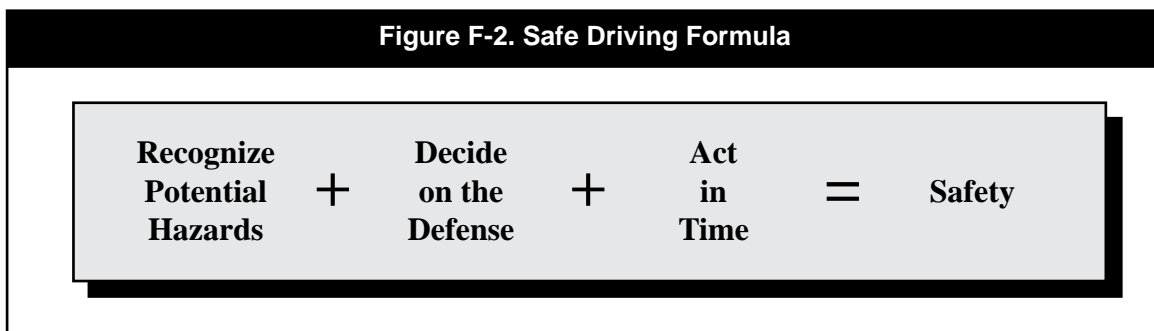 Figure F-2. Safe Driving Formula
Recognize
Potential
Hazards
+
Decide
on the
Defense
+
Act
in
Time
=
Safety